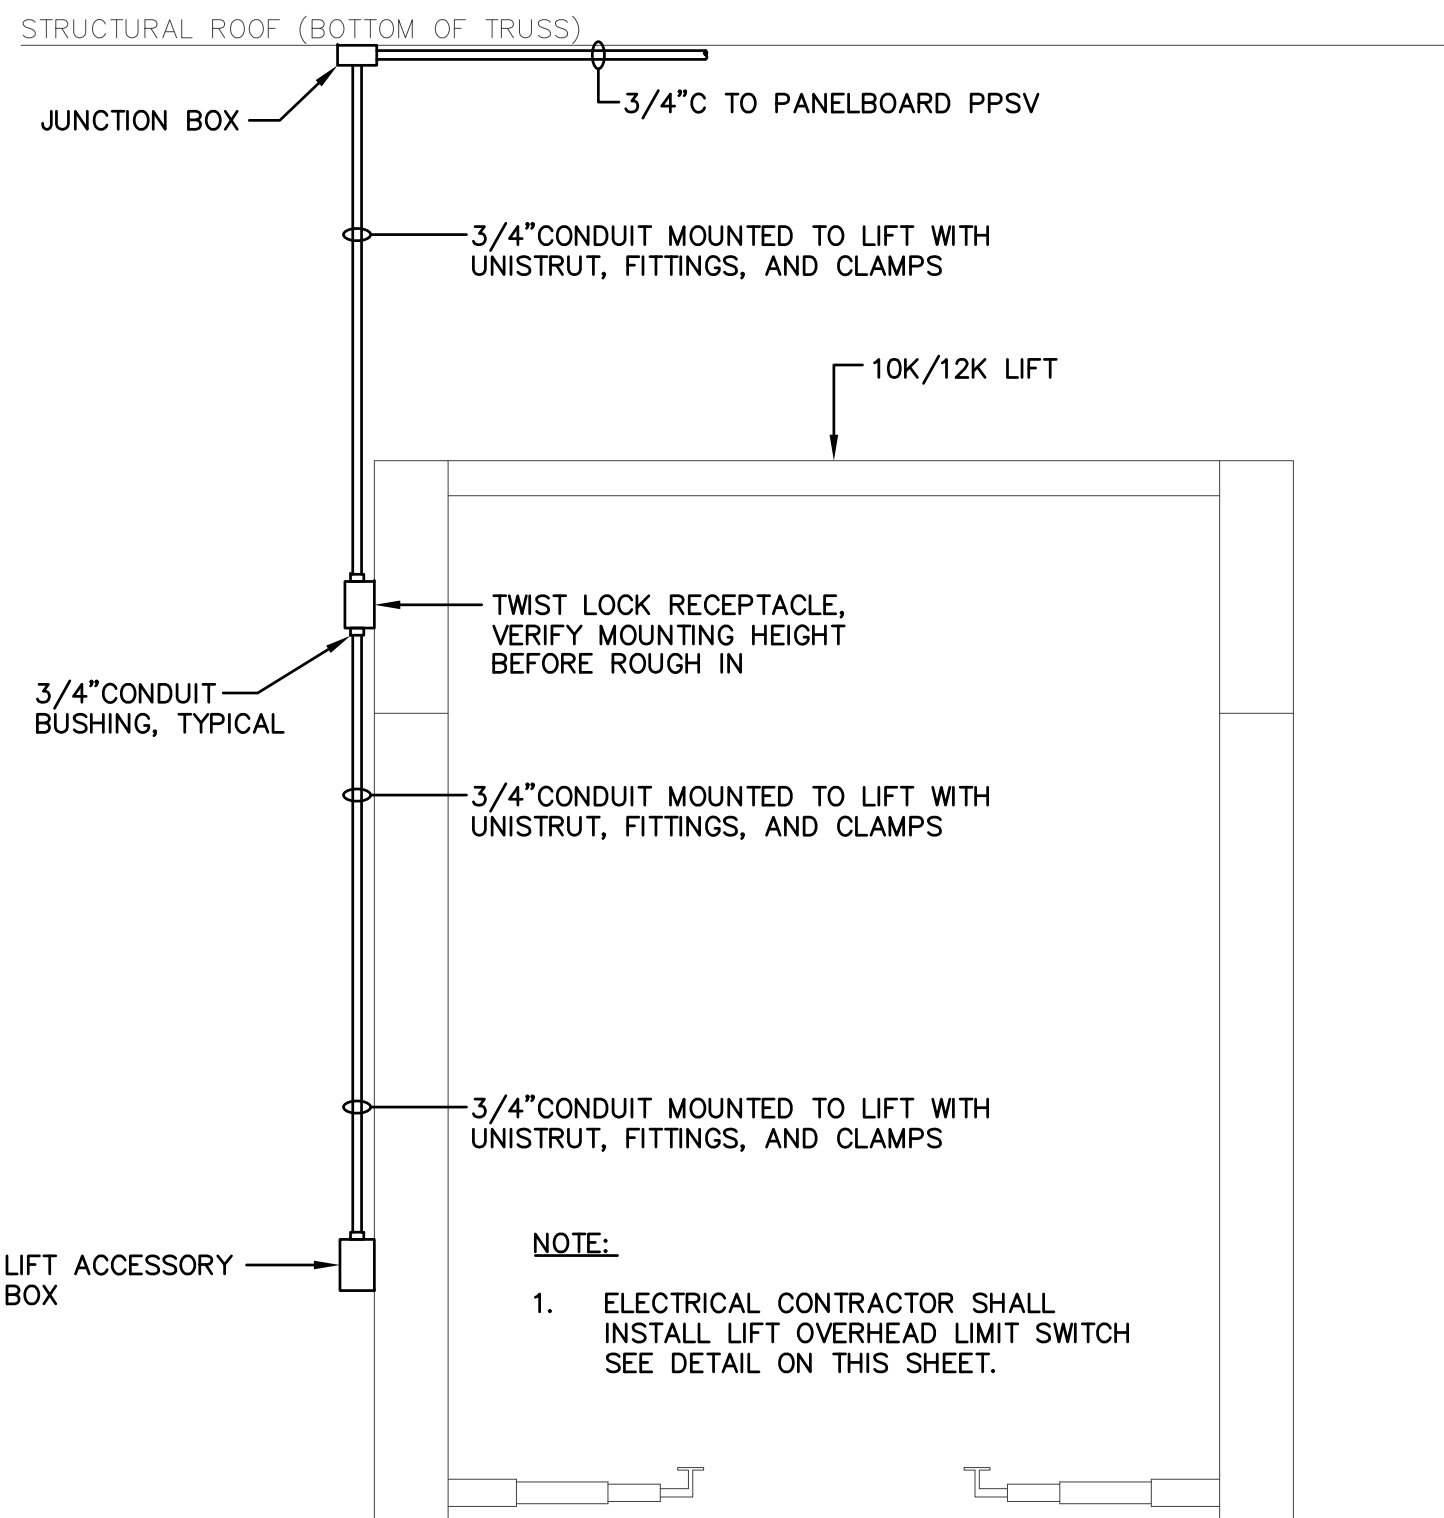 STRUCTURAL ROOF (BOTTOM OF TRUSS)
3/4"C TO PANELBOARD PPSV
JUNCTION BOX
3/4"CONDUIT MOUNTED TO LIFT WITH
UNISTRUT, FITTINGS, AND CLAMPS
10K/12K LIFT
TWIST LOCK RECEPTACLE,
VERIFY MOUNTING HEIGHT
BEFORE ROUGH IN
3/4"CONDUIT
BUSHING, TYPICAL
3/4"CONDUIT MOUNTED TO LIFT WITH
UNISTRUT, FITTINGS, AND CLAMPS
3/4"CONDUIT MOUNTED TO LIFT WITH
UNISTRUT, FITTINGS, AND CLAMPS
LIFT ACCESSORY
BOX
NOTE:
1. ELECTRICAL CONTRACTOR SHALL
INSTALL LIFT OVERHEAD LIMIT SWITCH
SEE DETAIL ON THIS SHEET.